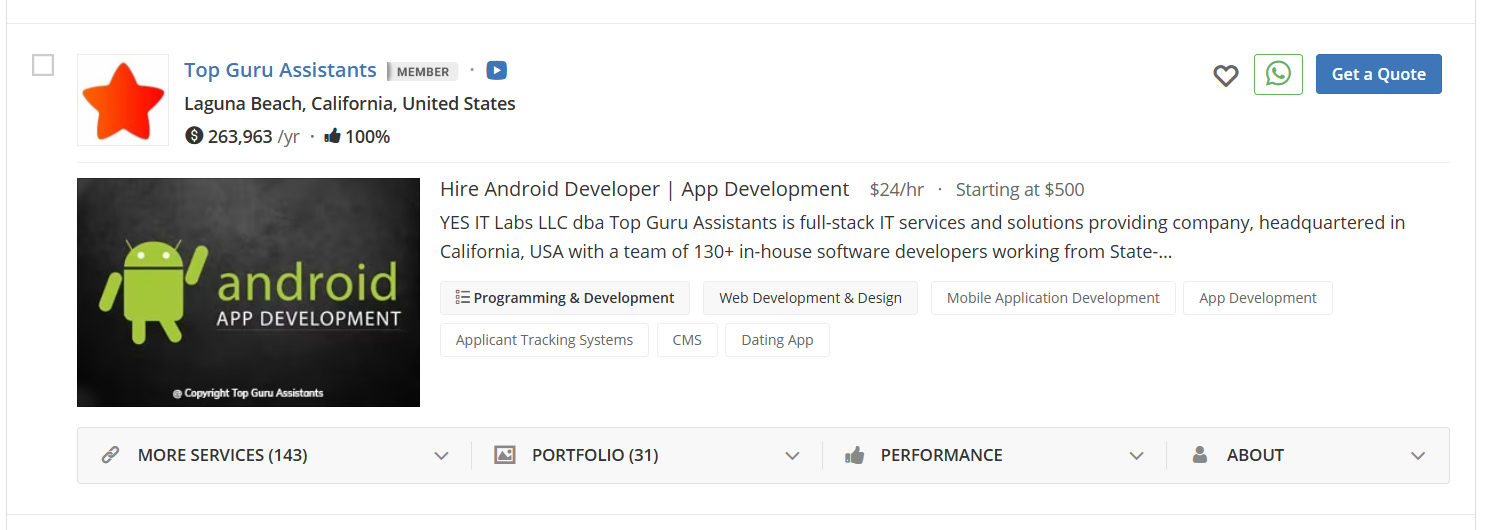 Top Guru Assistants MEMBER ·
Get a Quote
Laguna Beach, California, United States
$ 263,963 /yr · 100%
Hire Android Developer | App Development $24/hr · Starting at $500
YES IT Labs LLC dba Top Guru Assistants is full-stack IT services and solutions providing company, headquartered in
California, USA with a team of 130+ in-house software developers working from State-...
android
APP DEVELOPMENT
@ Copyright Top Guru Assistants
Programming & Development Web Development & Design Mobile Application Development App Development
Applicant Tracking Systems CMS Dating App
MORE SERVICES (143) PORTFOLIO (31) PERFORMANCE ABOUT